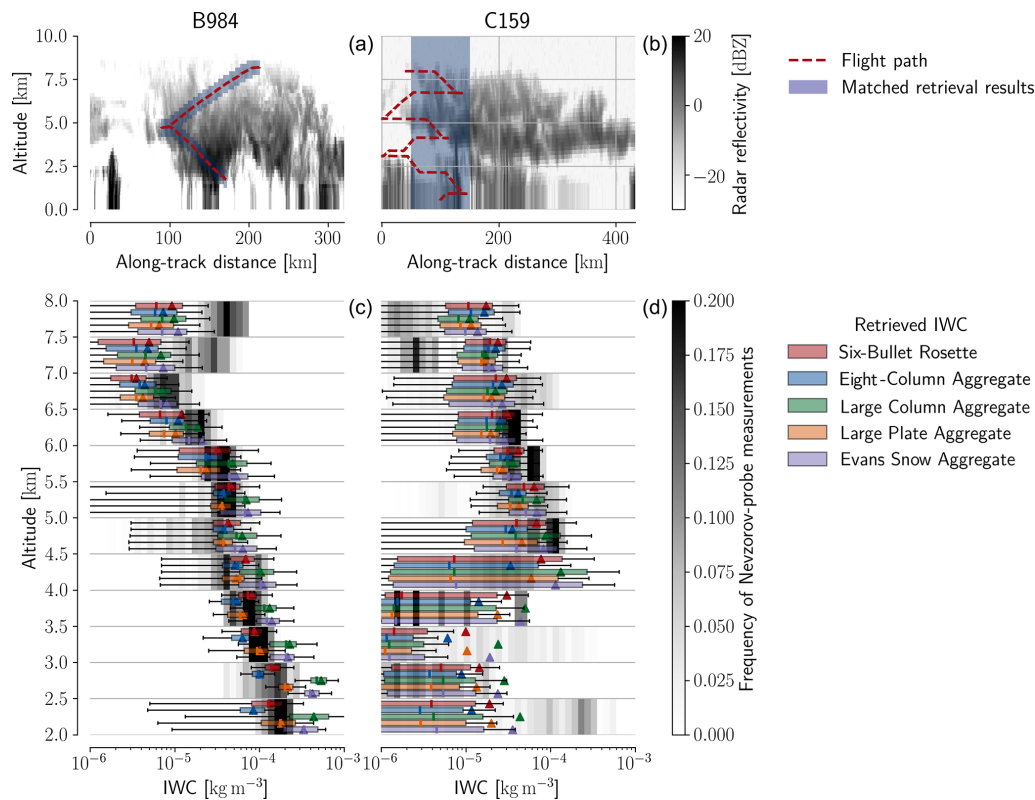 B984
C159
(a)
(b)
10.0
7.5
5.0
2.5
0.0
Altitude [km]
0 100 200 300
Along-track distance [km]
0 200 400
Along-track distance [km]
20
0
−20
Radar reflectivity [dBZ]
Flight path
Matched retrieval results
(c)
(d)
8.0
7.5
7.0
6.5
6.0
5.5
5.0
4.5
4.0
3.5
3.0
2.5
2.0
Altitude [km]
10⁻⁶ 10⁻⁵ 10⁻⁴ 10⁻³
IWC [kg m⁻³]
10⁻⁶ 10⁻⁵ 10⁻⁴ 10⁻³
IWC [kg m⁻³]
0.200
0.175
0.150
0.125
0.100
0.075
0.050
0.025
0.000
Frequency of Nevzorov-probe measurements
Retrieved IWC
Six-Bullet Rosette
Eight-Column Aggregate
Large Column Aggregate
Large Plate Aggregate
Evans Snow Aggregate